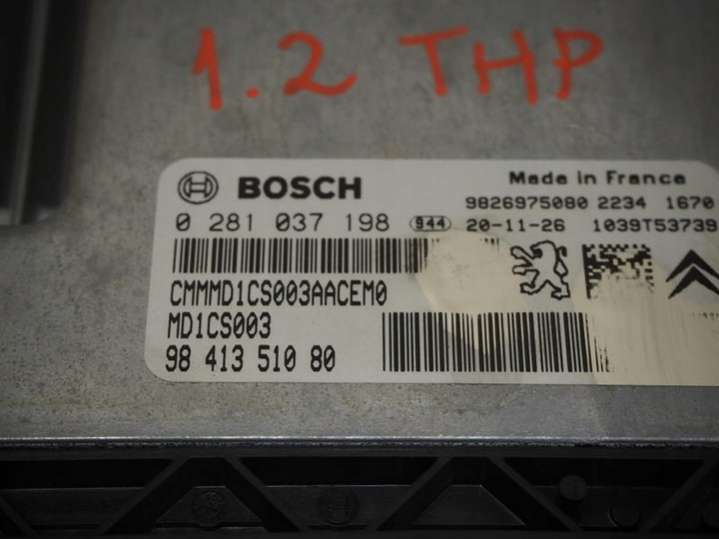 1.2 THP
BOSCH
Made in France
0 281 037 198
944
9826975080 2234 1670
20-11-26 1039T53739
CMMMD1CS003AACEM0
MD1CS003
98 413 510 80